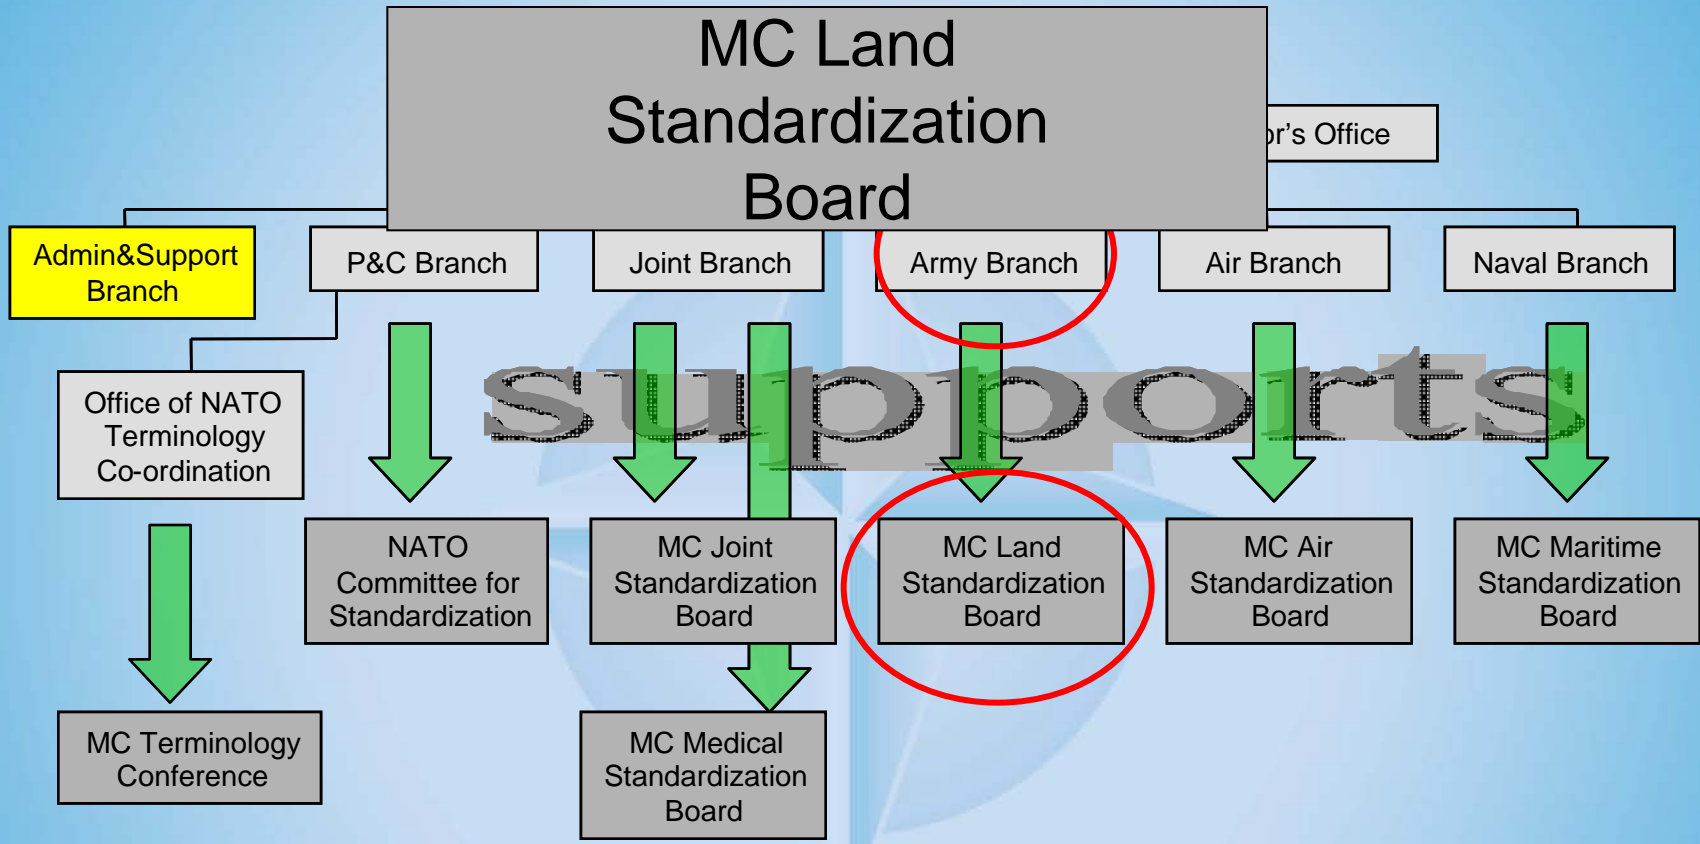 MC Land
Standardization
Board
Office
Admin&Support
Branch
P&C Branch
Joint Branch
Army Branch
Air Branch
Naval Branch
supports
Office of NATO
Terminology
Co-ordination
NATO
Committee for
Standardization
MC Joint
Standardization
Board
MC Land
Standardization
Board
MC Air
Standardization
Board
MC Maritime
Standardization
Board
MC Terminology
Conference
MC Medical
Standardization
Board